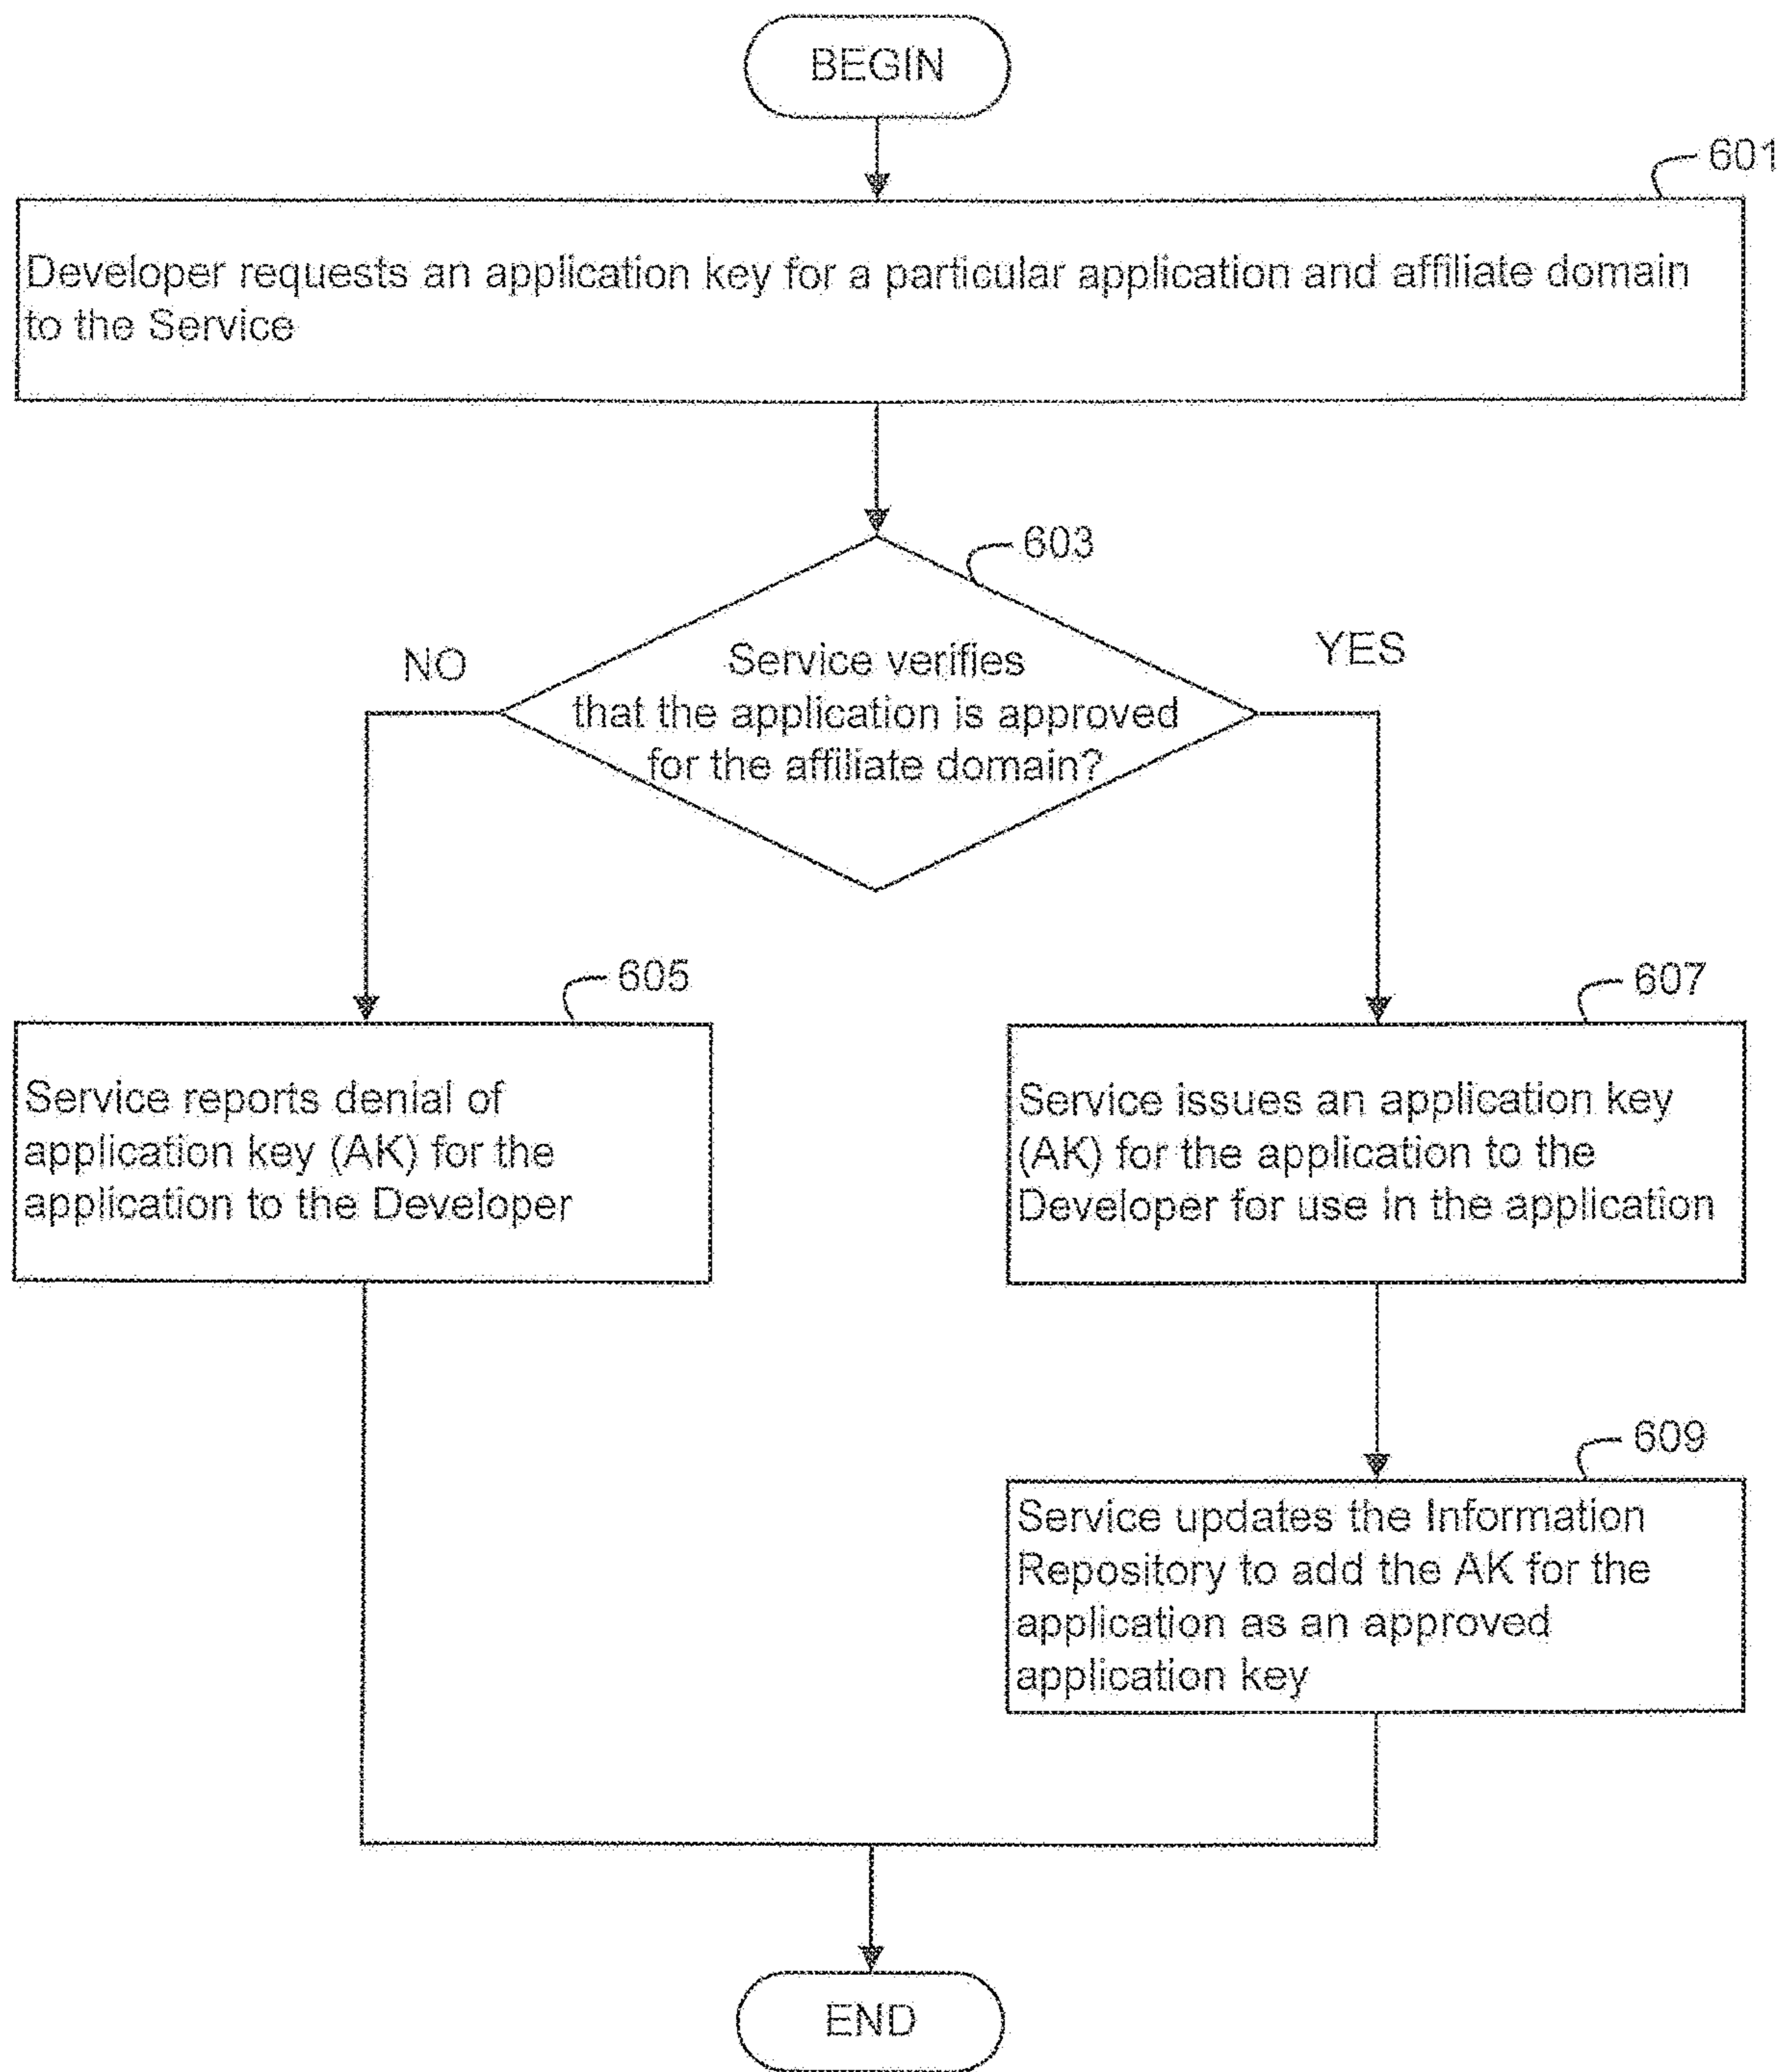 BEGIN
601
Developer requests an application key for a particular application and affiliate domain
to the Service
603
NO
YES
Service verifies
that the application is approved
for the affiliate domain?
605
607
Service reports denial of
application key (AK) for the
application to the Developer
Service issues an application key
(AK) for the application to the
Developer for use in the application
609
Service updates the Information
Repository to add the AK for the
application as an approved
application key
END